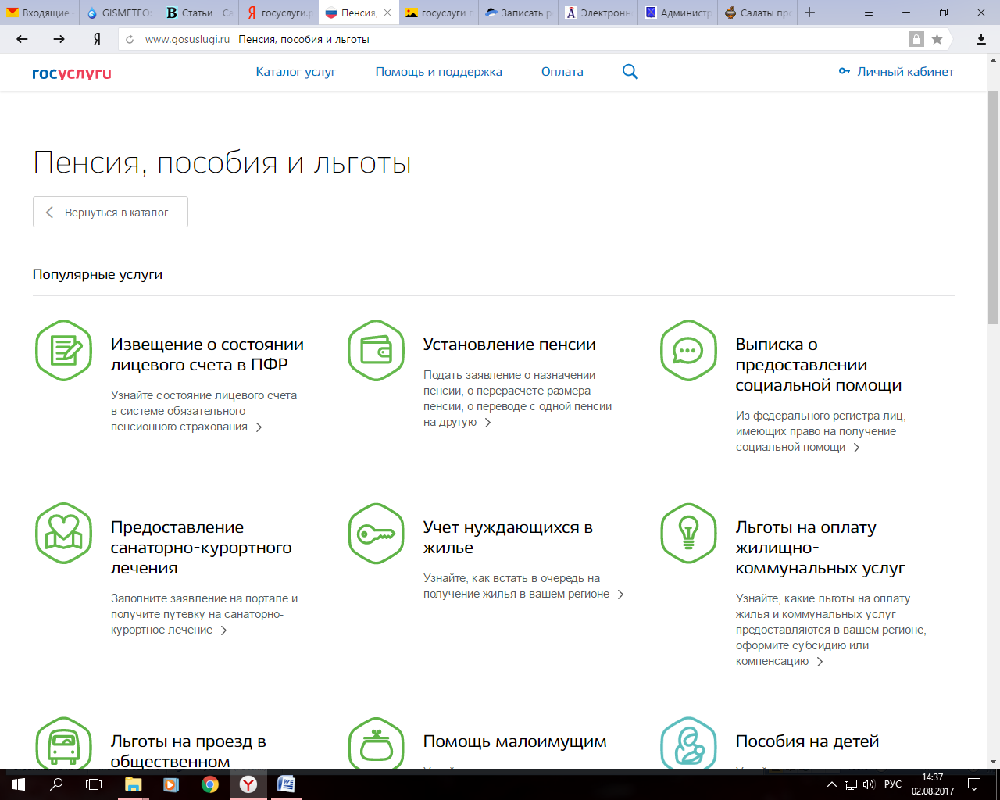 Входящие
GISMETEO:
Статьи - Са
госуслуги.р
Пенсия,
госуслуги п
Записать р
Электронн
Администр
Салаты про
Я www.gosuslugi.ru Пенсия, пособия и льготы
госуслуги
Каталог услуг
Помощь и поддержка
Оплата
Личный кабинет
Пенсия, пособия и льготы
Вернуться в каталог
Популярные услуги
Извещение о состоянии
лицевого счета в ПФР
Узнайте состояние лицевого счета
в системе обязательного
пенсионного страхования
Установление пенсии
Подать заявление о назначении
пенсии, о перерасчете размера
пенсии, о переводе с одной пенсии
на другую
Выписка о
предоставлении
социальной помощи
Из федерального регистра лиц,
имеющих право на получение
социальной помощи
Предоставление
санаторно-курортного
лечения
Заполните заявление на портале и
получите путевку на санаторно-
курортное лечение
Учет нуждающихся в
жилье
Узнайте, как встать в очередь на
получение жилья в вашем регионе
Льготы на оплату
жилищно-
коммунальных услуг
Узнайте, какие льготы на оплату
жилья и коммунальных услуг
предоставляются в вашем регионе,
оформите субсидию или
компенсацию
Льготы на проезд в
общественном
Помощь малоимущим
Пособия на детей
РУС
14:37
02.08.2017